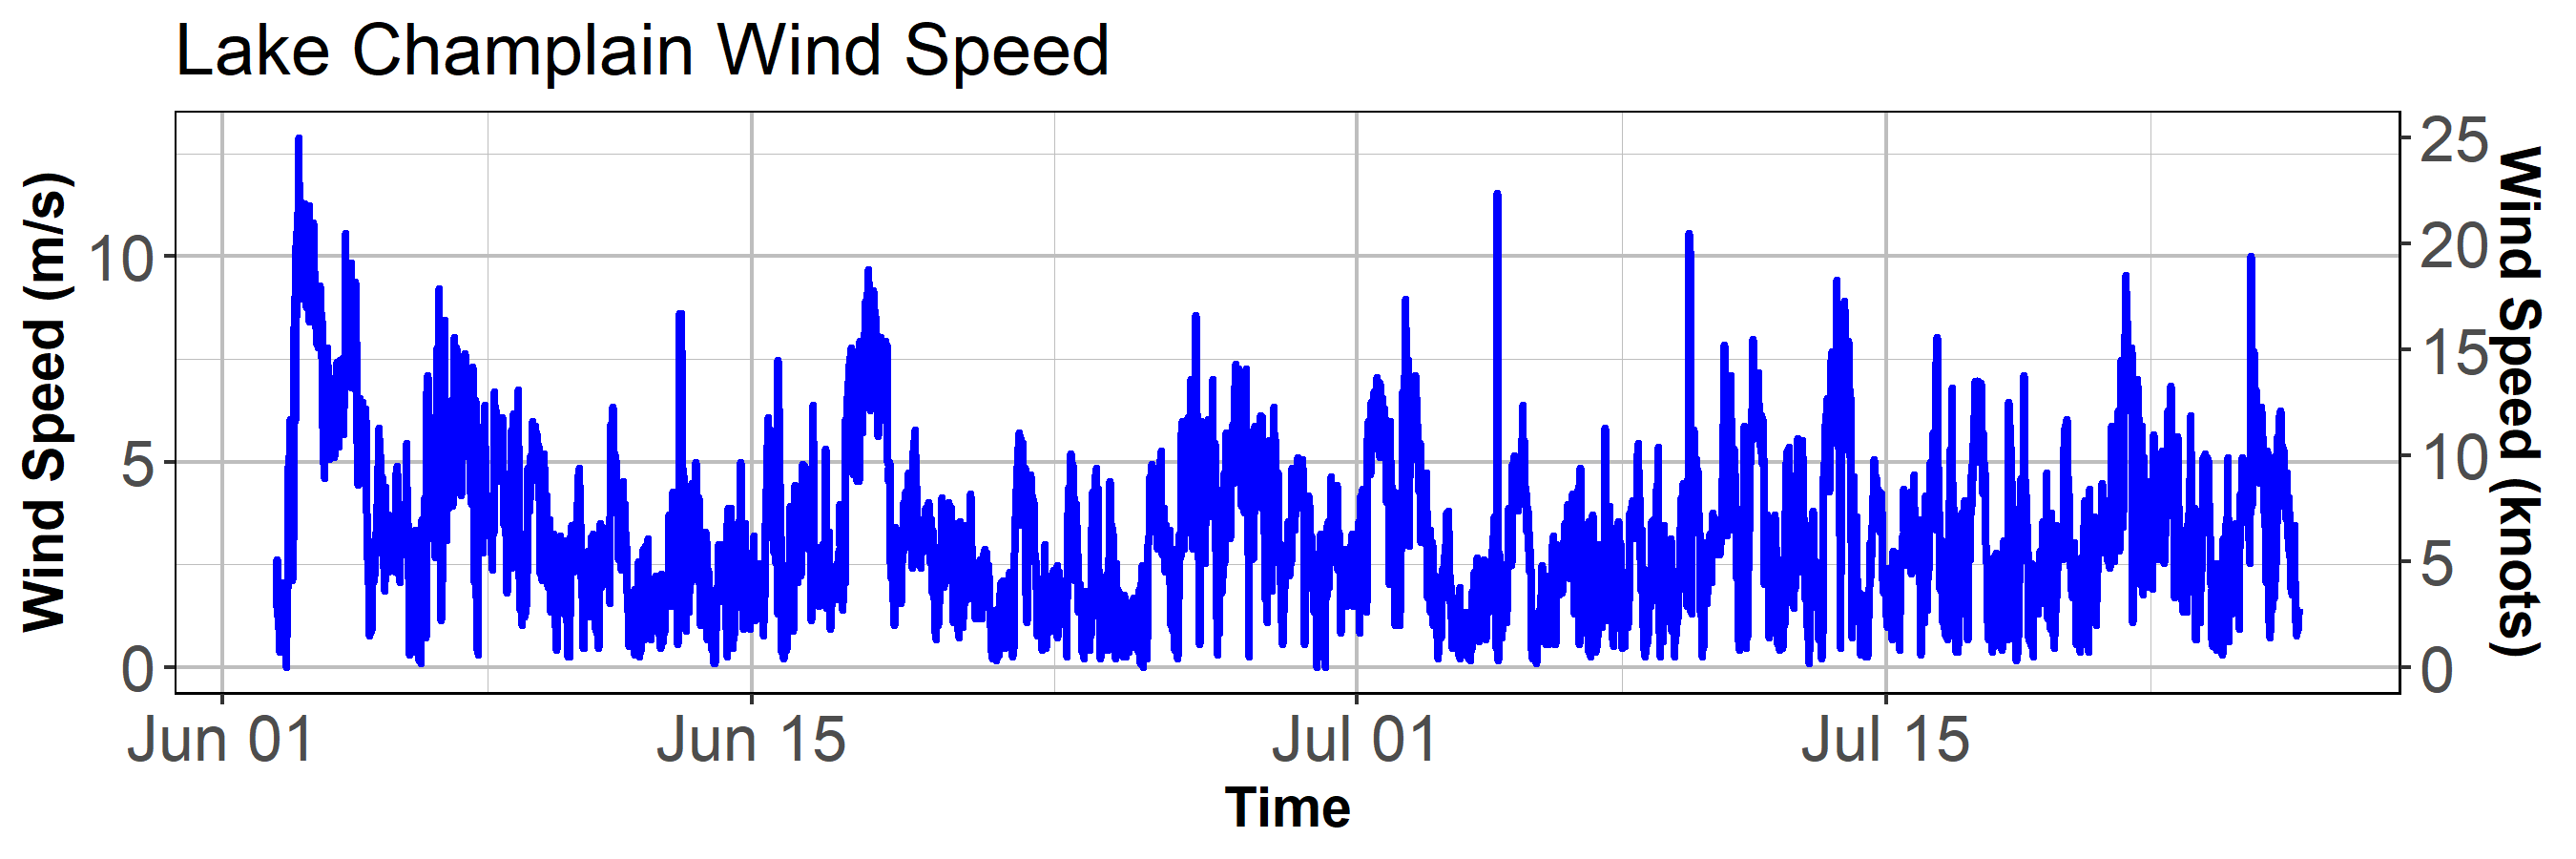 Lake Champlain Wind Speed
Wind Speed (m/s)
10
5
0
25
20
15
10
5
0
Wind Speed (knots)
Jun 01
Jun 15
Jul 01
Jul 15
Time